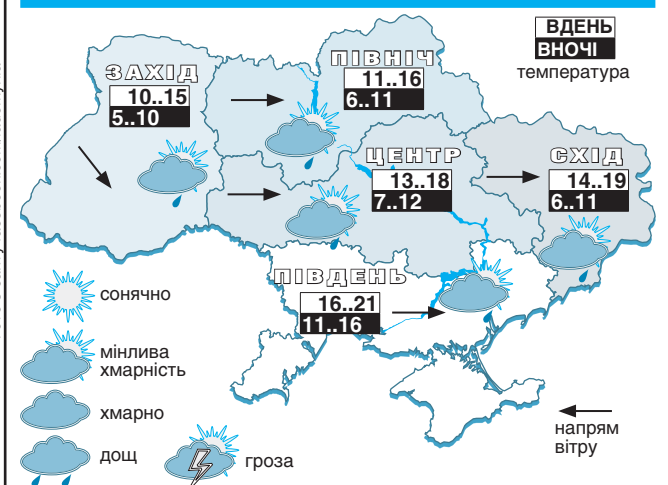 ВДЕНЬ
ВНОЧІ
температура
ПІВНІЧ
11..16
6..11
ЗАХІД
10..15
5..10
ЦЕНТР
13..18
7..12
СХІД
14..19
6..11
ПІВДЕНЬ
16..21
11..16
сонячно
мінлива
хмарність
хмарно
дощ
гроза
напрям
вітру